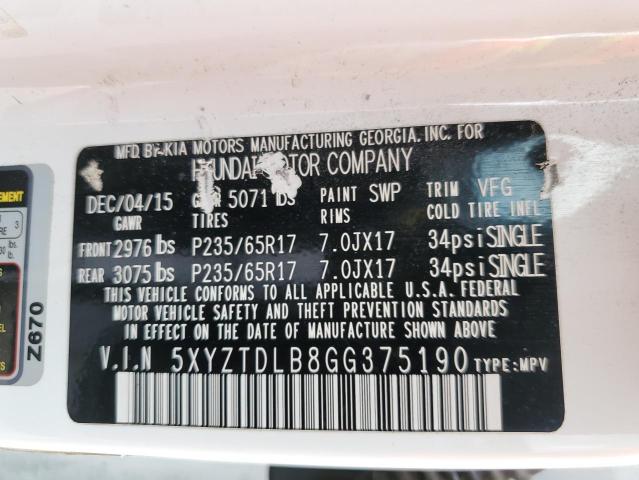 MFD. BY KIA MOTORS MANUFACTURING GEORGIA, INC. FOR
HYUNDAI MOTOR COMPANY
DEC/04/15 GVWR 5071 lbs PAINT SWP TRIM VFG
GAWR TIRES RIMS COLD TIRE INFL
FRONT 2976 lbs P235/65R17 7.0JX17 34psi SINGLE
REAR 3075 lbs P235/65R17 7.0JX17 34psi SINGLE
THIS VEHICLE CONFORMS TO ALL APPLICABLE U.S.A. FEDERAL
MOTOR VEHICLE SAFETY AND THEFT PREVENTION STANDARDS
IN EFFECT ON THE DATE OF MANUFACTURE SHOWN ABOVE.
V.I.N 5XYZTDLB8GG375190 TYPE:MPV
Z670
3
lbs.